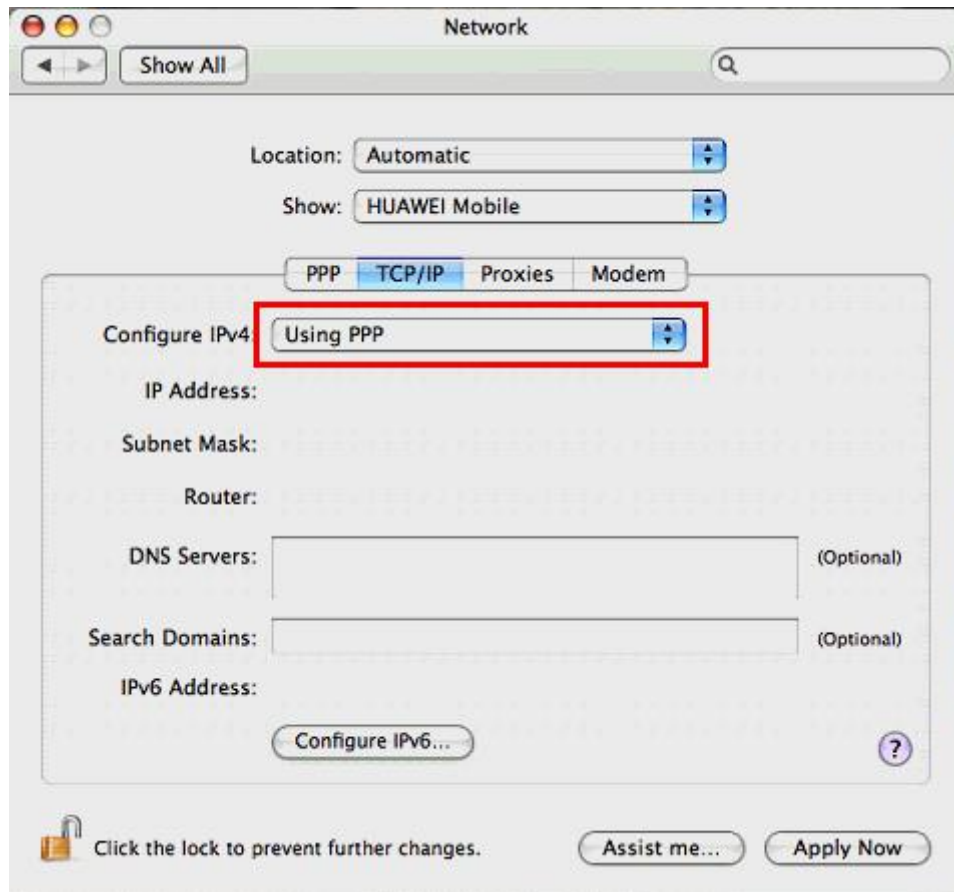 Network
Show All
Location: Automatic
Show: HUAWEI Mobile
PPP TCP/IP Proxies Modem
Configure IPv4: Using PPP
IP Address:
Subnet Mask:
Router:
DNS Servers: (Optional)
Search Domains: (Optional)
IPv6 Address:
Configure IPv6...
?
Click the lock to prevent further changes. Assist me... Apply Now